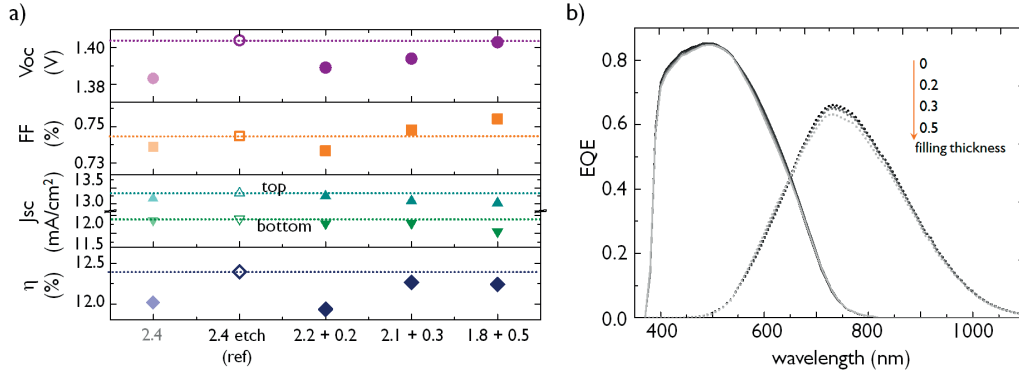 a)
Voc
(V)
1.40
1.38
FF
(%)
0.75
0.73
Jsc
(mA/cm²)
13.5
13.0
12.0
11.5
top
bottom
η
(%)
12.5
12.0
2.4
2.4 etch
(ref)
2.2 + 0.2
2.1 + 0.3
1.8 + 0.5
b)
EQE
0.8
0.6
0.4
0.2
0.0
0
0.2
0.3
0.5
filling thickness
400
600
800
1000
wavelength (nm)